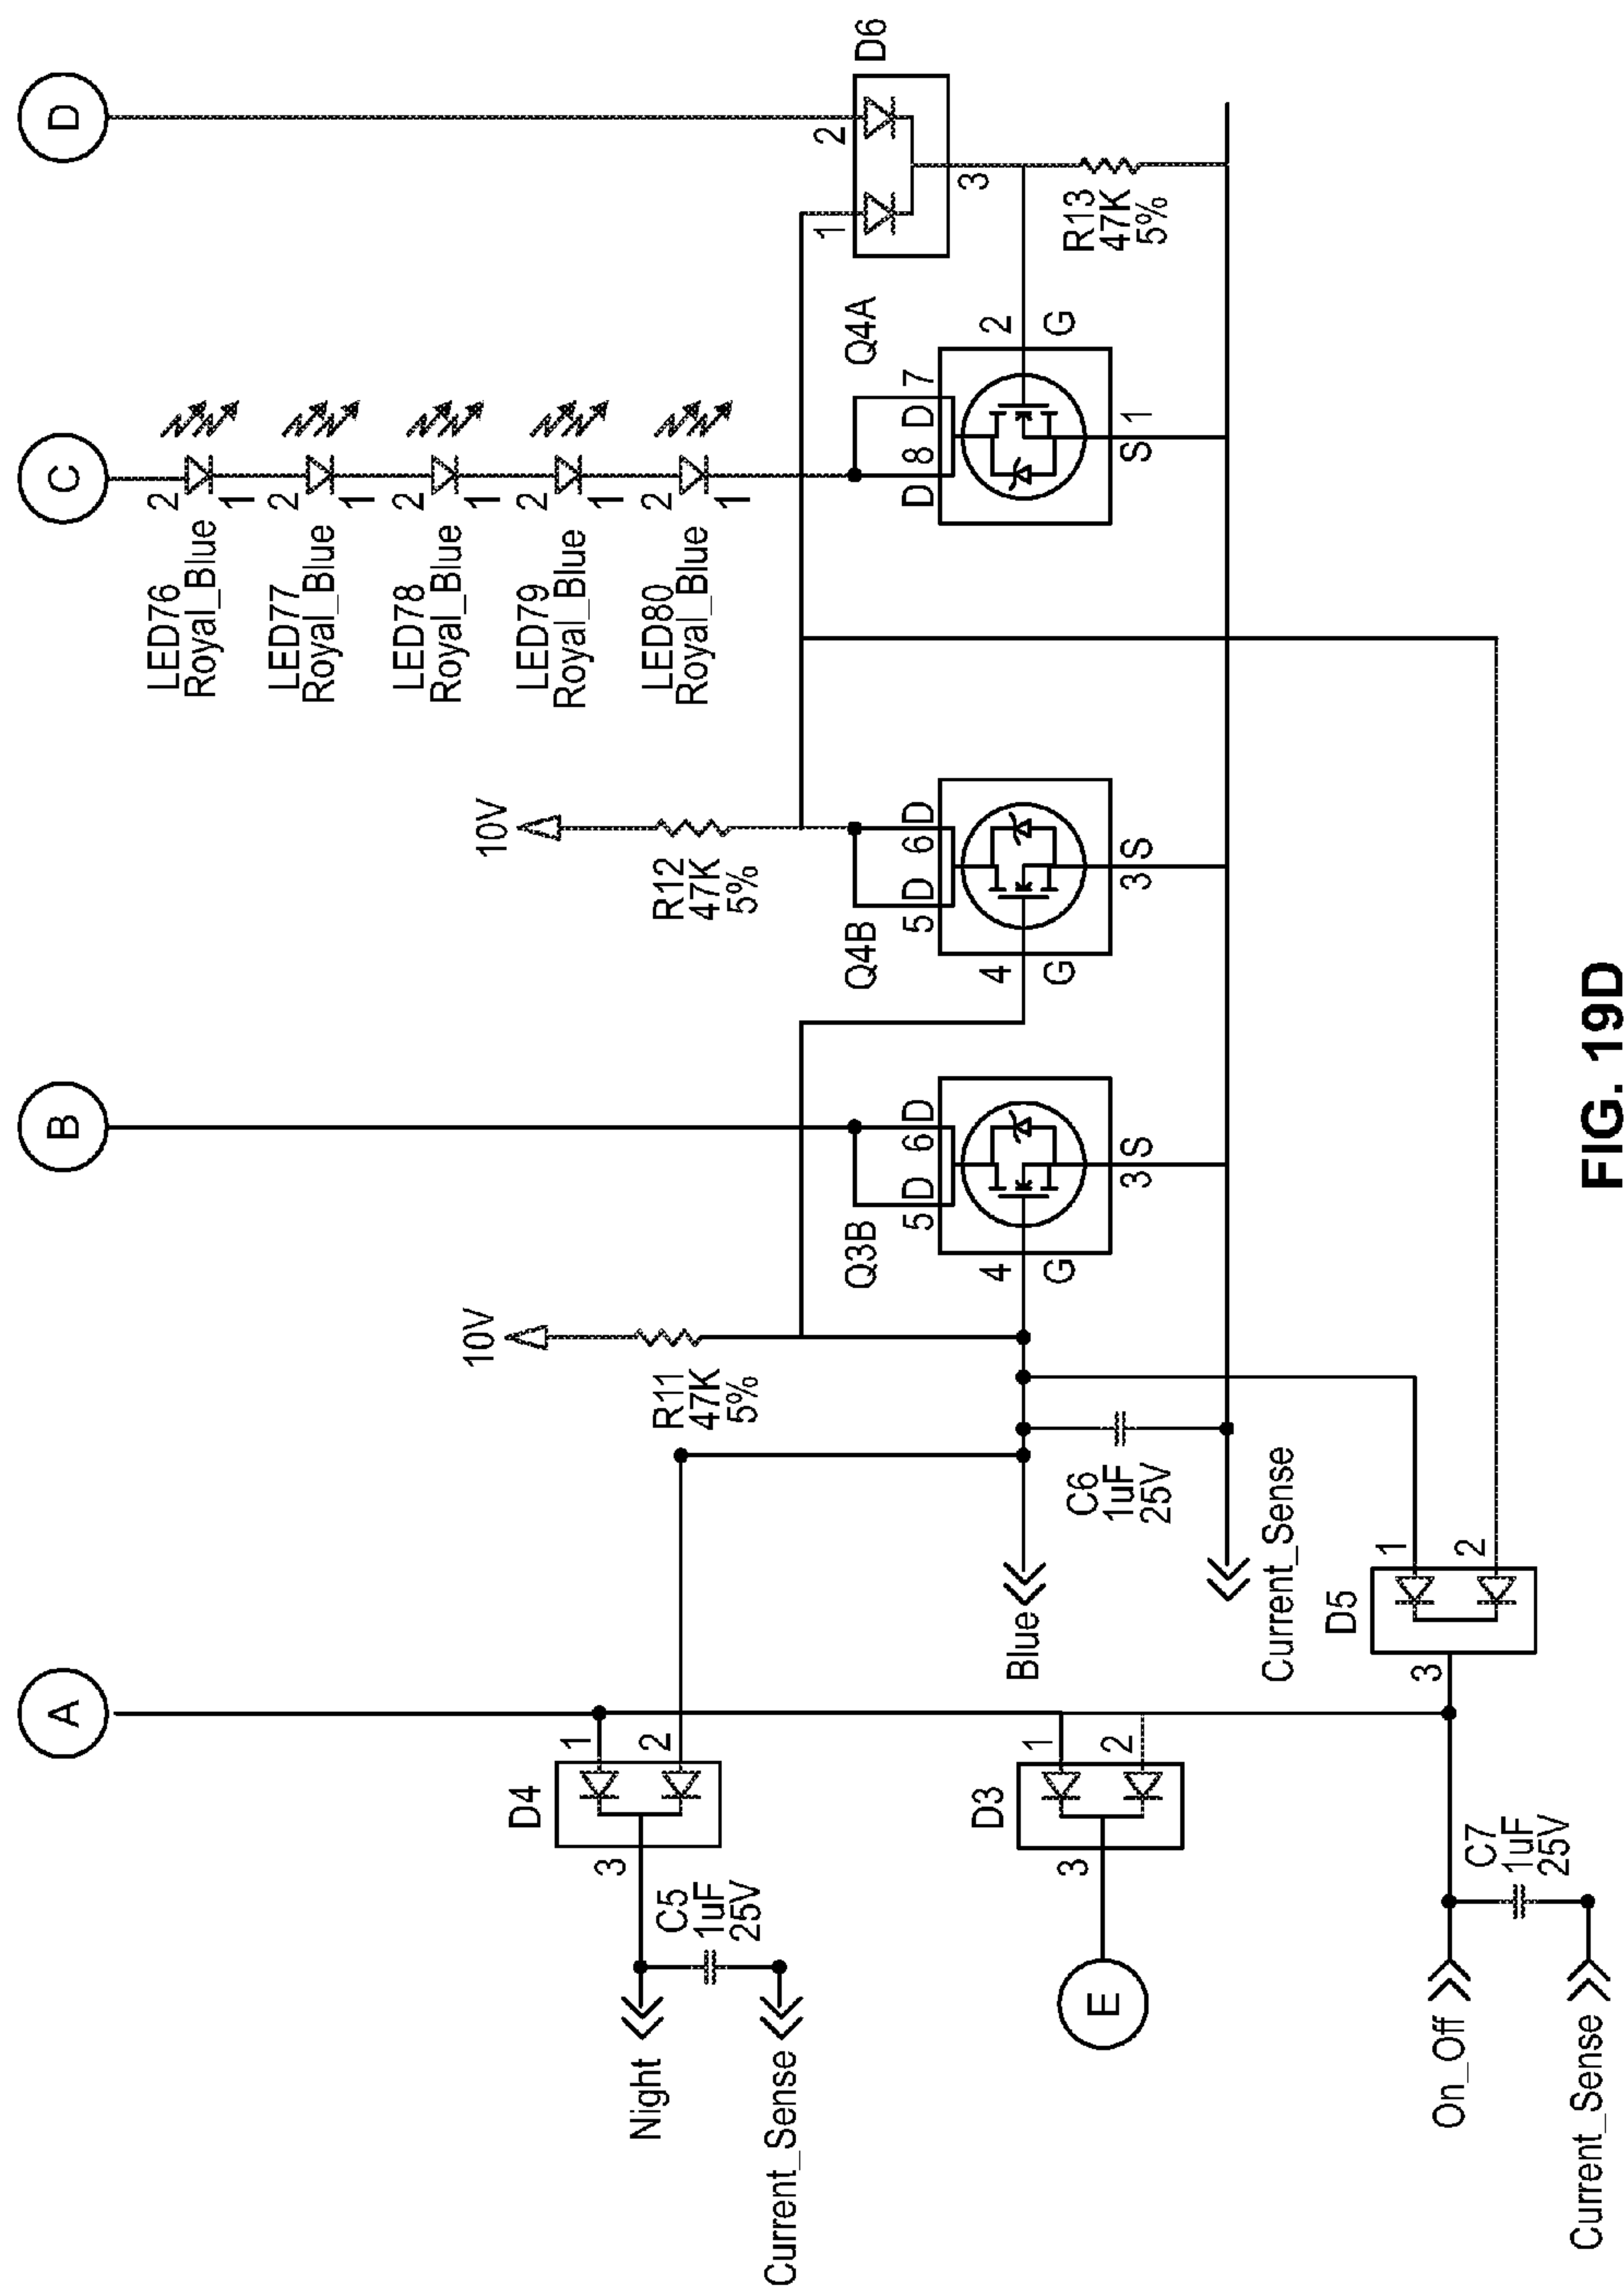 A
B
C
D
LED76
Royal_Blue
2
1
LED77
Royal_Blue
2
1
LED78
Royal_Blue
2
1
LED79
Royal_Blue
2
1
LED80
Royal_Blue
2
1
10V
R11
47K
5%
10V
R12
47K
5%
D4
1
2
3
Night
C5
1uF
25V
Current_Sense
D3
1
2
3
E
Blue
C6
1uF
25V
Current_Sense
Q3B
5 D 6 D
4
G
3 S
Q4B
5 D 6 D
4
G
3 S
Q4A
D 8 D 7
2
G
S 1
D6
1
2
3
R13
47K
5%
D5
1
2
3
On_Off
C7
1uF
25V
Current_Sense
FIG. 19D